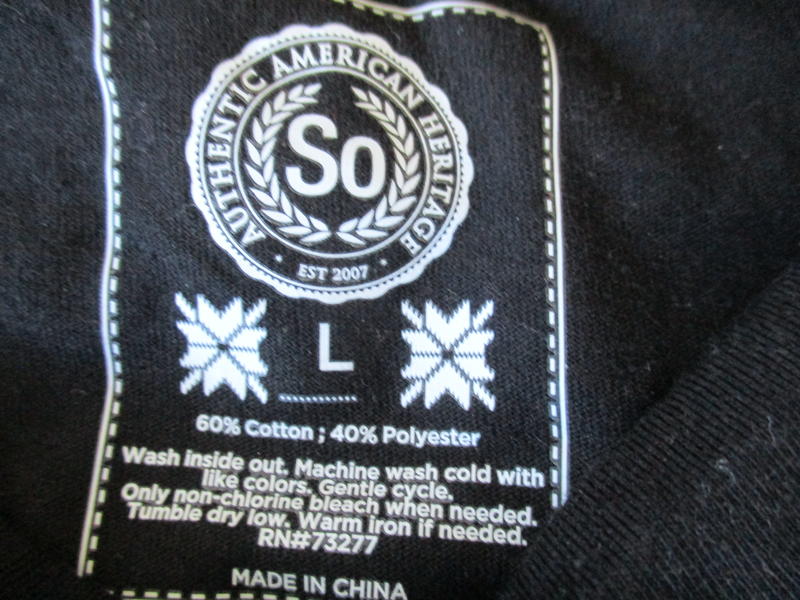 AUTHENTIC AMERICAN HERITAGE
So
• EST 2007 •
L
60% Cotton ; 40% Polyester
Wash inside out. Machine wash cold with
like colors. Gentle cycle.
Only non-chlorine bleach when needed.
Tumble dry low. Warm iron if needed.
RN#73277
MADE IN CHINA